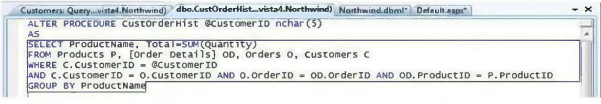 Customers: Query...vista4.Northwind) dbo.CustOrderHist...vista4.Northwind) Northwind.dbml* Default.aspx*
ALTER PROCEDURE CustOrderHist @CustomerID nchar(5)
AS
SELECT ProductName, Total=SUM(Quantity)
FROM Products P, [Order Details] OD, Orders O, Customers C
WHERE C.CustomerID = @CustomerID
AND C.CustomerID = O.CustomerID AND O.OrderID = OD.OrderID AND OD.ProductID = P.ProductID
GROUP BY ProductName